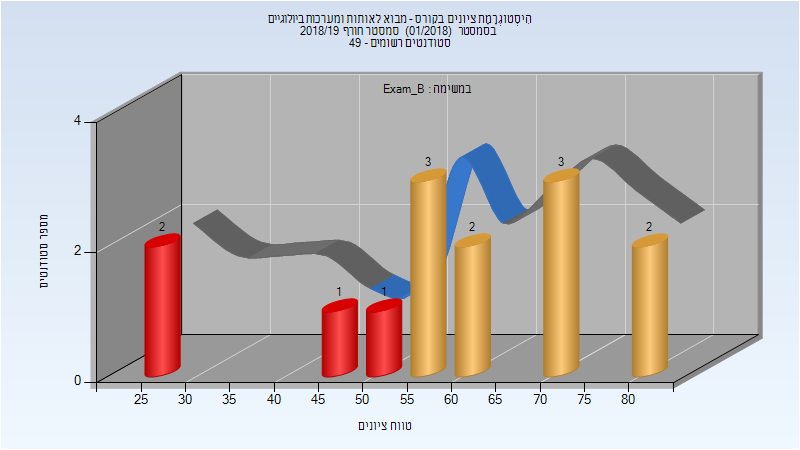 הִיסְטוֹגְרָמַת ציונים בקורס - מבוא לאותות ומערכות ביולוגיים
בסמסטר (01/2018) סמסטר חורף 2018/19
סטודנטים רשומים - 49
במשימה : Exam_B
מספר סטודנטים
4
2
0
2
1
1
3
2
3
2
25 30 35 40 45 50 55 60 65 70 75 80
טווח ציונים